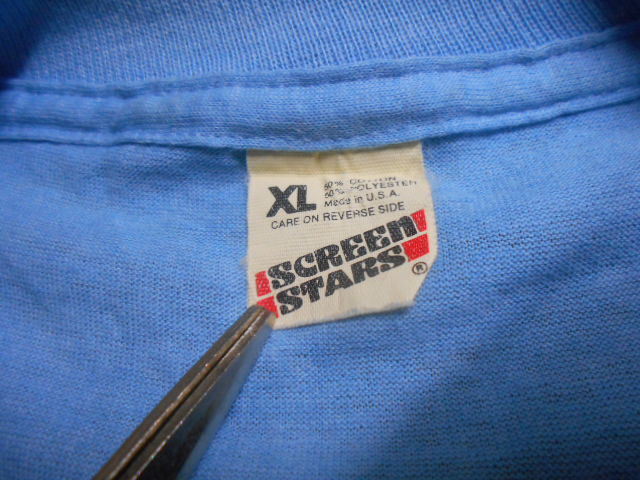 XL
50% COTTON
50% POLYESTER
Made in U.S.A.
CARE ON REVERSE SIDE
SCREEN
STARS
®